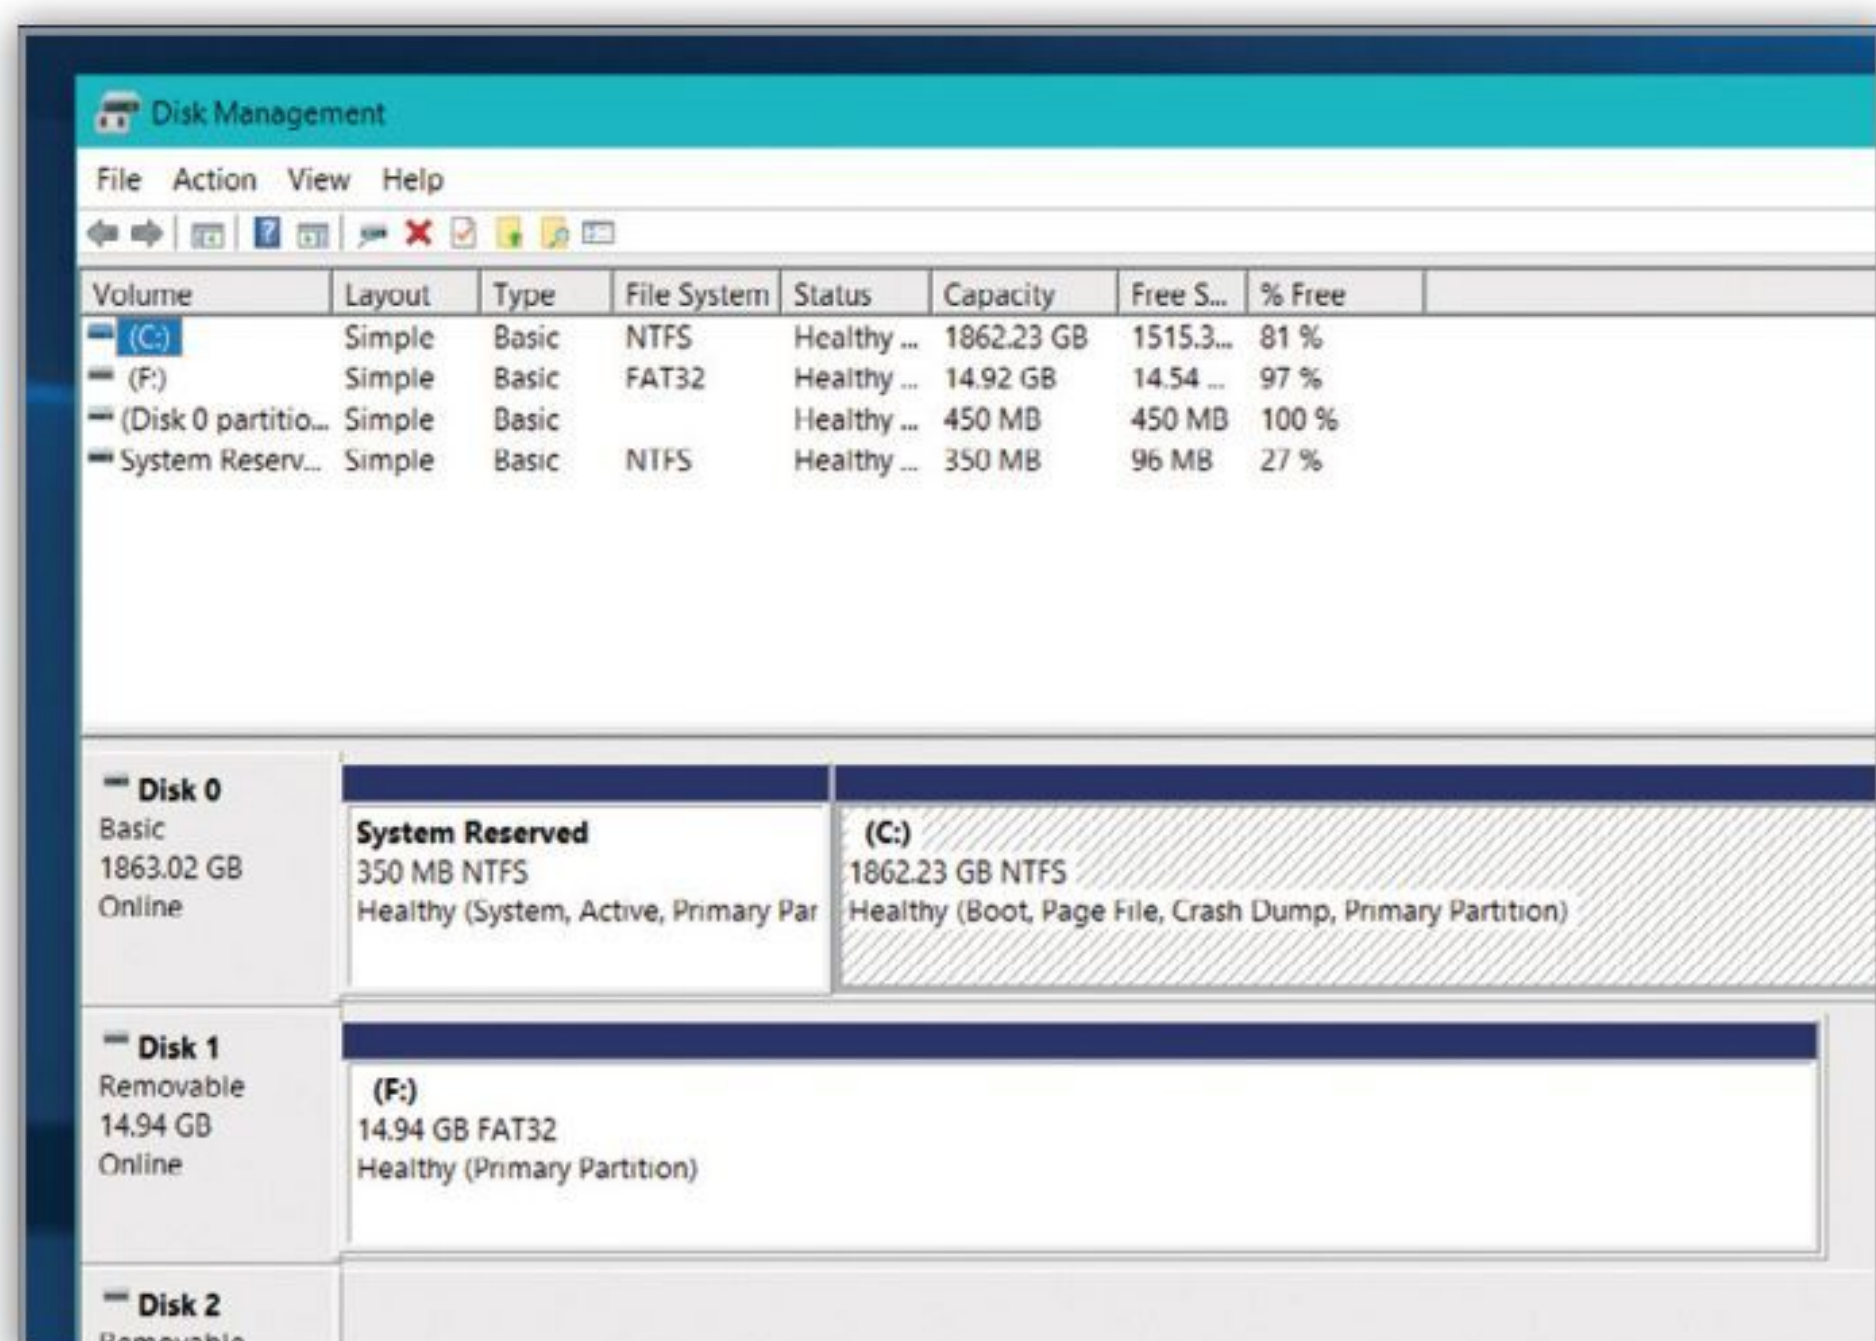 Disk Management
File Action View Help
Volume Layout Type File System Status Capacity Free S... % Free
(C:) Simple Basic NTFS Healthy ... 1862.23 GB 1515.3... 81 %
(F:) Simple Basic FAT32 Healthy ... 14.92 GB 14.54 ... 97 %
(Disk 0 partitio... Simple Basic Healthy ... 450 MB 450 MB 100 %
System Reserv... Simple Basic NTFS Healthy ... 350 MB 96 MB 27 %
Disk 0
Basic
1863.02 GB
Online
System Reserved
350 MB NTFS
Healthy (System, Active, Primary Par
(C:)
1862.23 GB NTFS
Healthy (Boot, Page File, Crash Dump, Primary Partition)
Disk 1
Removable
14.94 GB
Online
(F:)
14.94 GB FAT32
Healthy (Primary Partition)
Disk 2
Removable